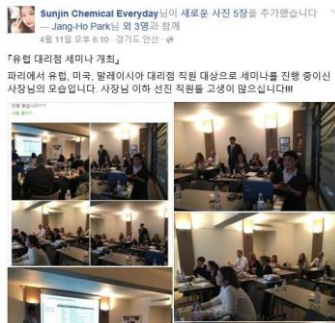 Sunjin Chemical Everyday님이 새로운 사진 5장을 추가했습니다
— Jang-Ho Park님 외 3명과 함께
4월 11일 오후 6:10 · 경기도 안산 ·
『유럽 대리점 세미나 개최』
파리에서 유럽, 미국, 말레이시아 대리점 직원 대상으로 세미나를 진행 중이신
사장님의 모습입니다. 사장님 이하 선진 직원들 고생이 많으십니다!!!!